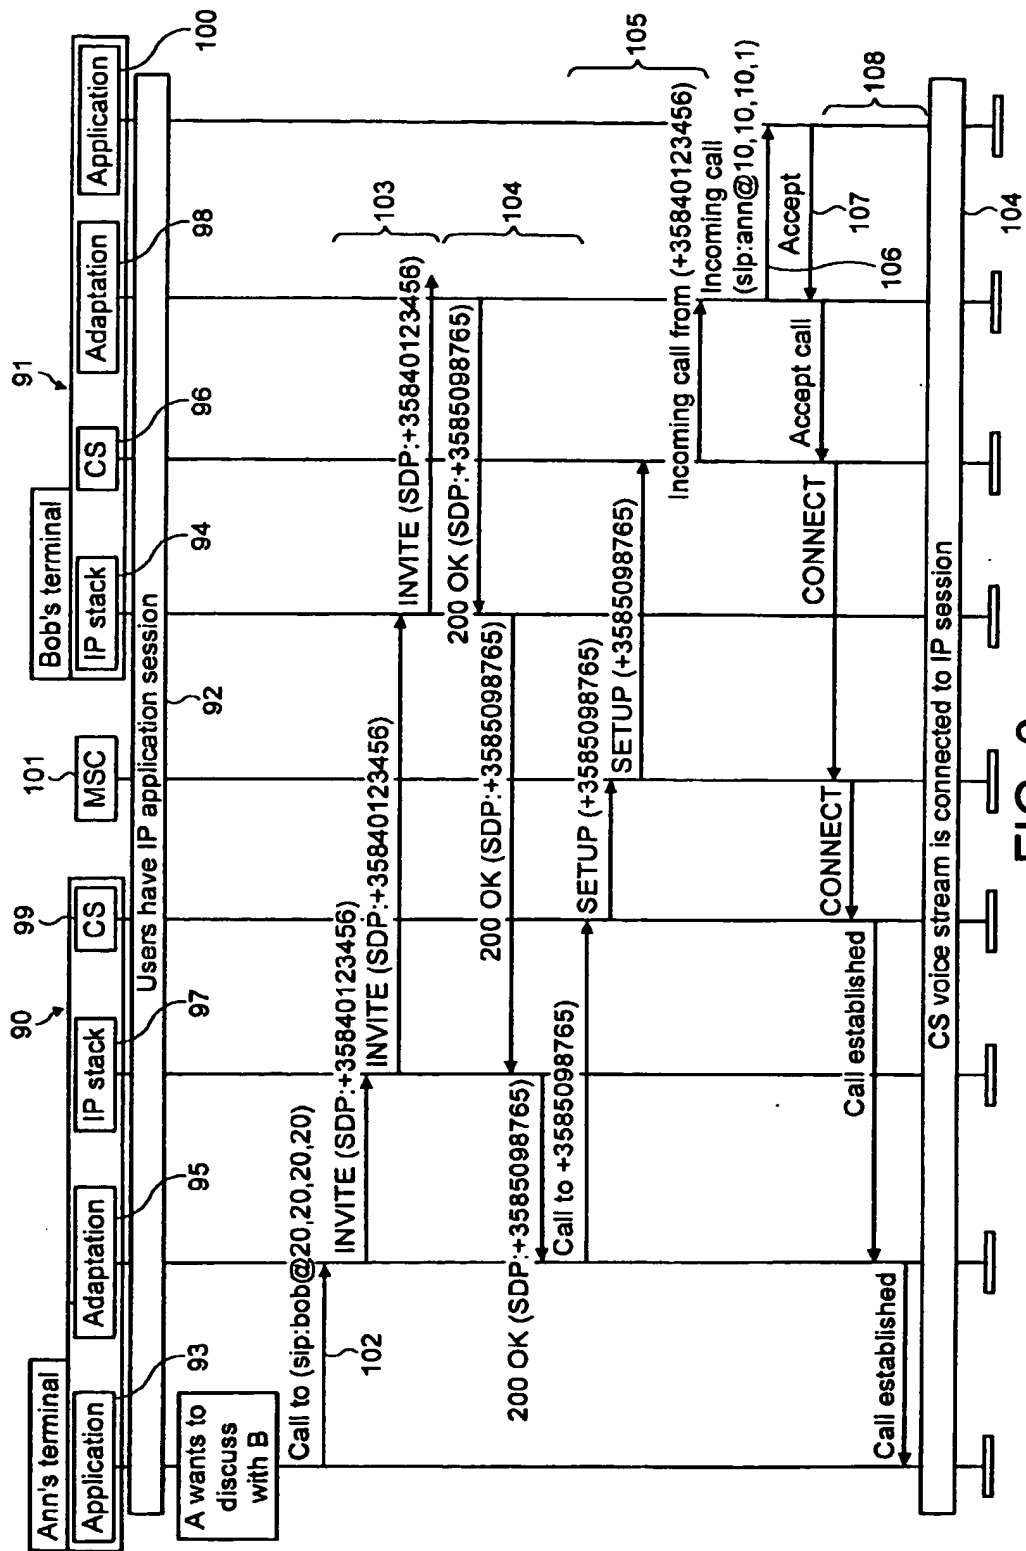 Ann's terminal
90
Bob's terminal
91
Application
93
Adaptation
95
IP stack
97
CS
99
MSC
101
IP stack
94
CS
96
Adaptation
98
Application
100
Users have IP application session
92
A wants to
discuss
with B
Call to (sip:bob@20,20,20,20)
102
INVITE (SDP:+35840123456)
INVITE (SDP:+35840123456)
INVITE (SDP:+35840123456)
103
200 OK (SDP:+3585098765)
104
200 OK (SDP:+3585098765)
200 OK (SDP:+3585098765)
Call to +3585098765)
SETUP (+3585098765)
SETUP (+3585098765)
Incoming call from (+35840123456)
105
Incoming call
(sip:ann@10,10,10,1)
106
Accept
107
Accept call
CONNECT
CONNECT
108
Call established
Call established
CS voice stream is connected to IP session
104